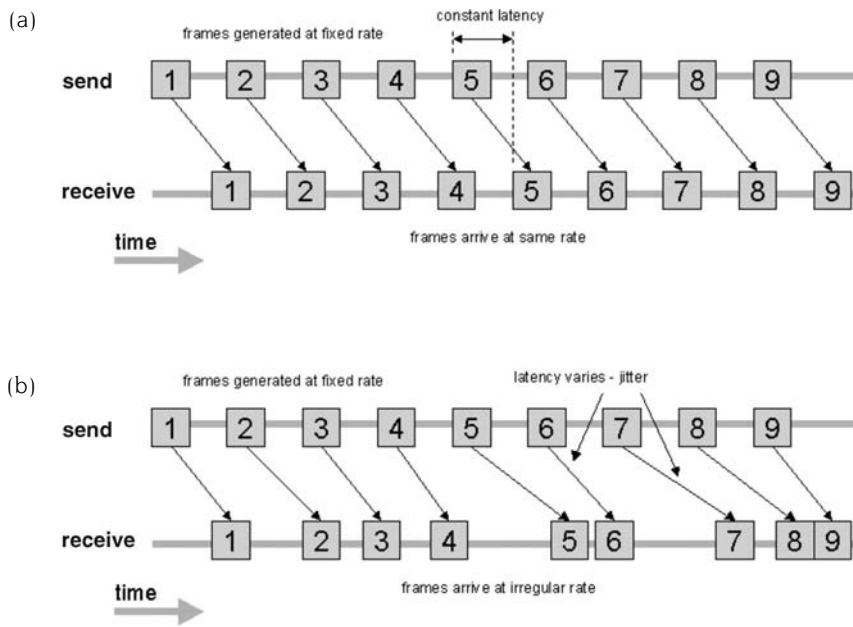 (a)
constant latency
frames generated at fixed rate
send 1 2 3 4 5 6 7 8 9
receive 1 2 3 4 5 6 7 8 9
time
frames arrive at same rate
(b)
frames generated at fixed rate
latency varies - jitter
send 1 2 3 4 5 6 7 8 9
receive 1 2 3 4 5 6 7 8 9
time
frames arrive at irregular rate